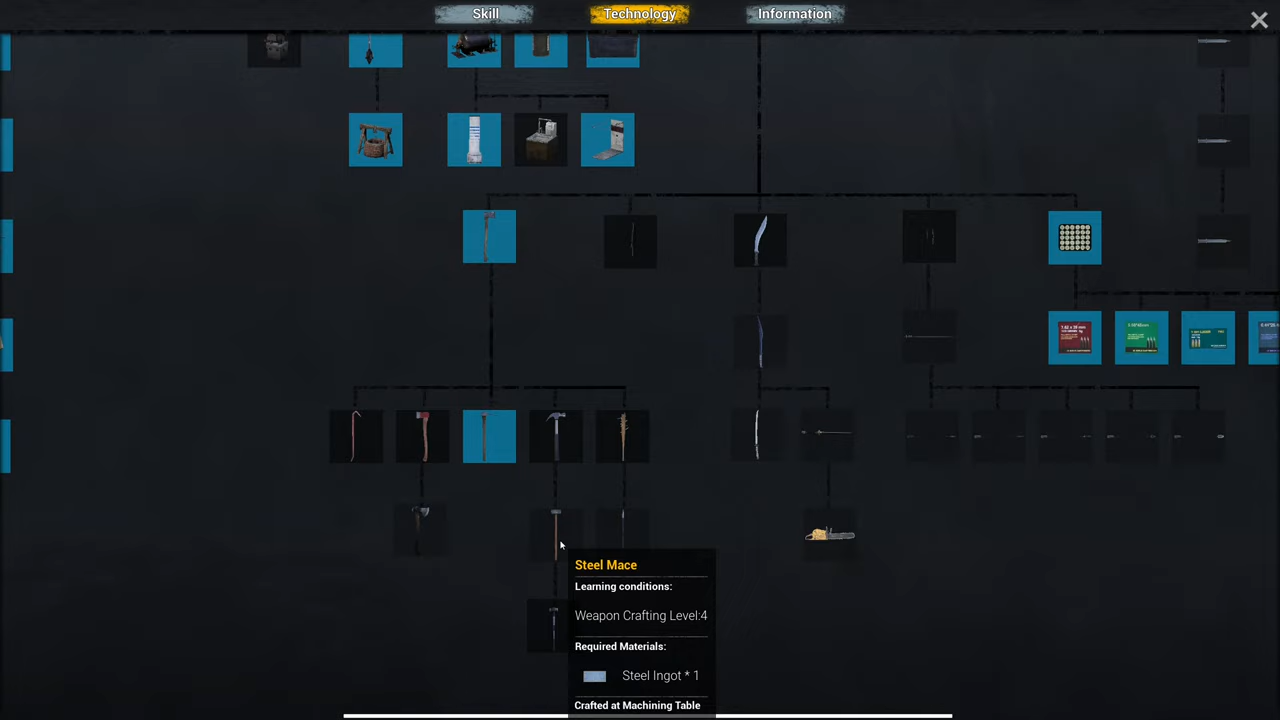 Skill
Technology
Information
Steel Mace
Learning conditions:
Weapon Crafting Level:4
Required Materials:
Steel Ingot * 1
Crafted at Machining Table